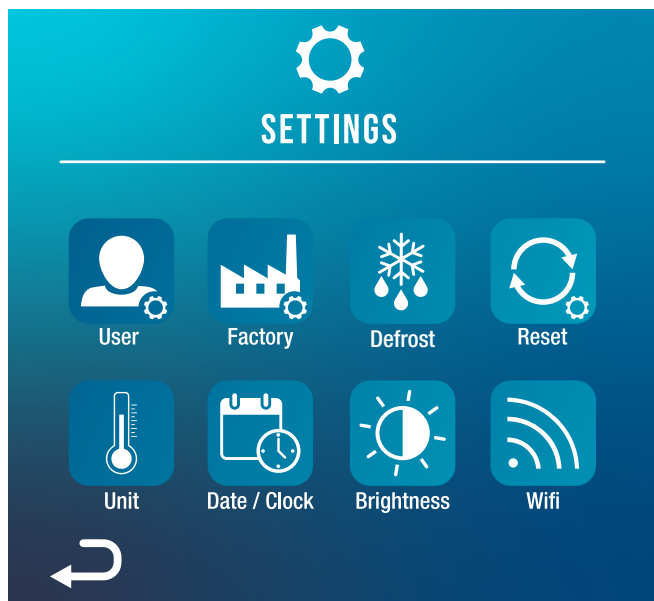 SETTINGS
User Factory Defrost Reset
Unit Date / Clock Brightness Wifi